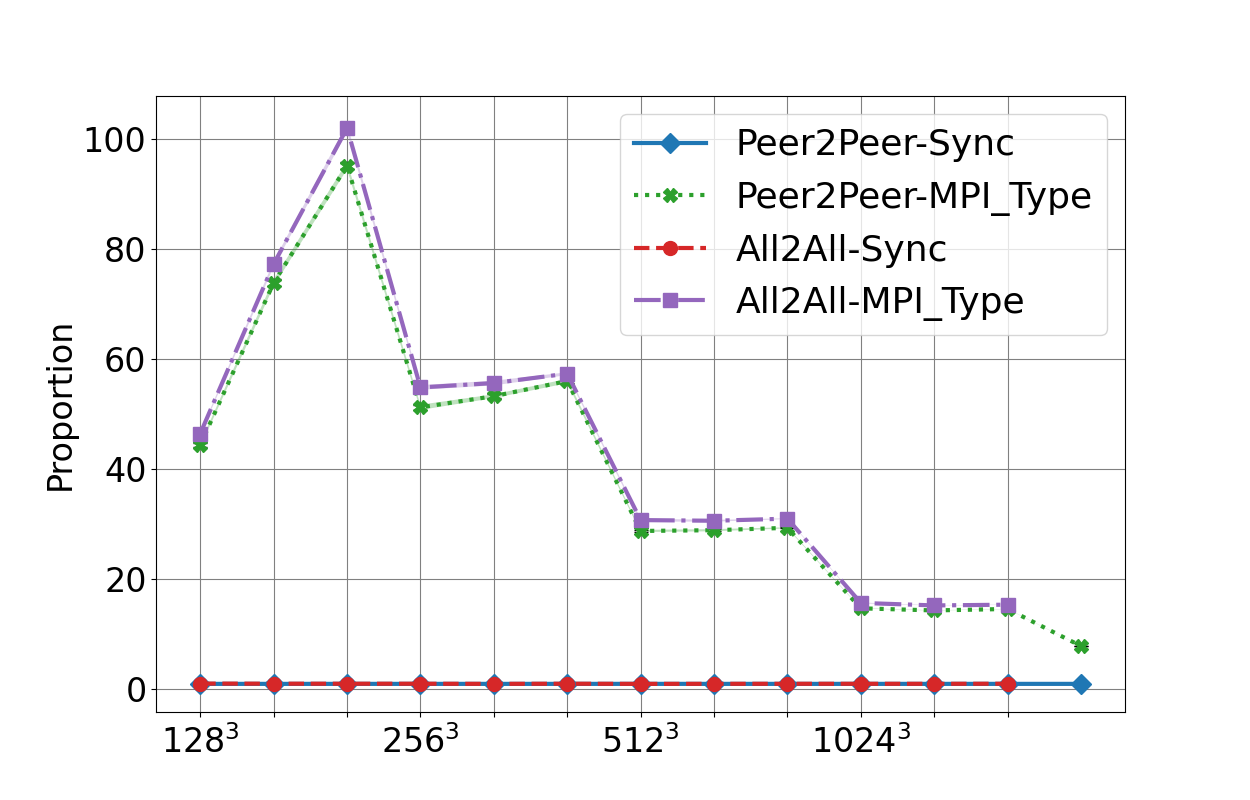 Peer2Peer-Sync
Peer2Peer-MPI_Type
All2All-Sync
All2All-MPI_Type
Proportion
100
80
60
40
20
0
128³
256³
512³
1024³